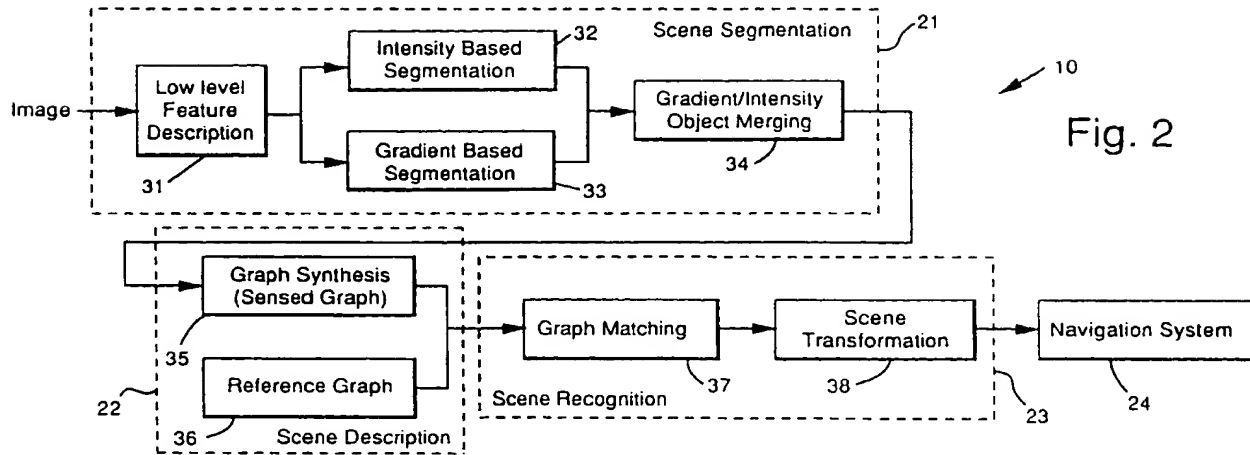 Scene Segmentation
21
10
Fig. 2
Image
Low level
Feature
Description
31
Intensity Based
Segmentation
32
Gradient Based
Segmentation
33
Gradient/Intensity
Object Merging
34
Graph Synthesis
(Sensed Graph)
35
Reference Graph
36
22
Scene Description
Graph Matching
37
Scene
Transformation
38
Scene Recognition
23
Navigation System
24